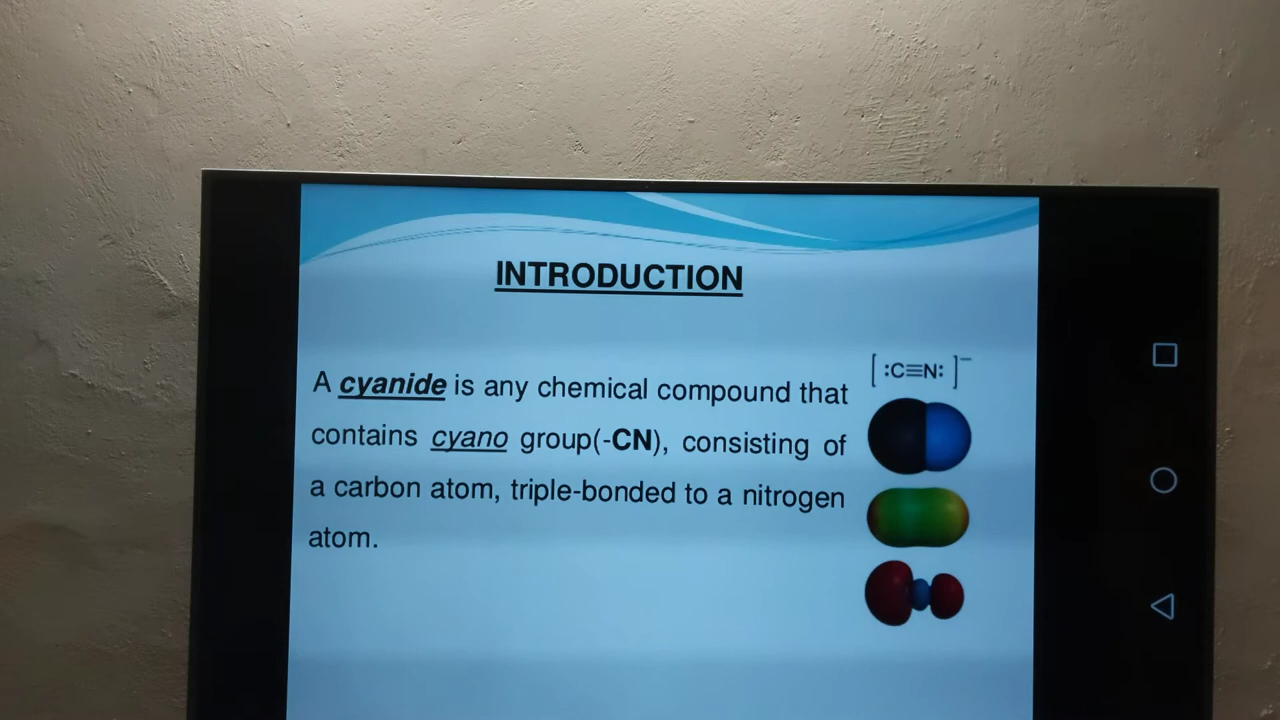 INTRODUCTION
A cyanide is any chemical compound that
contains cyano group(-CN), consisting of
a carbon atom, triple-bonded to a nitrogen
atom.
[ :C≡N: ]⁻